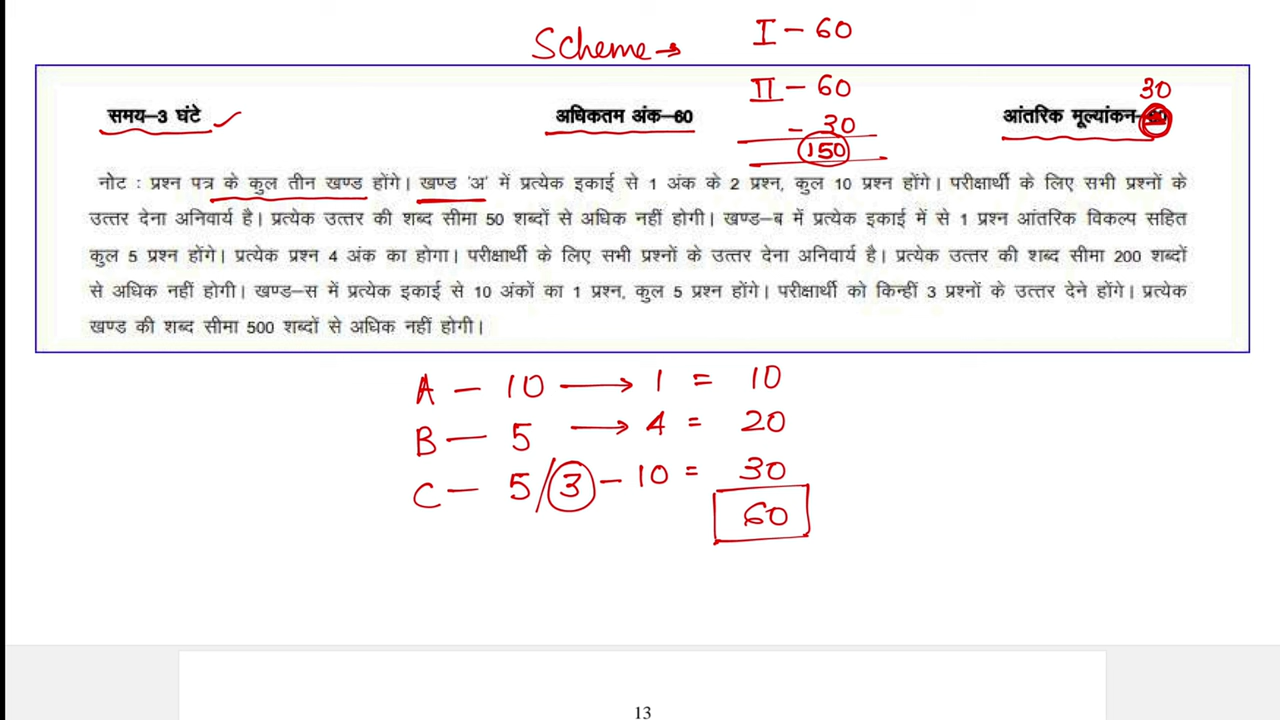 Scheme → I - 60
II - 60
समय-3 घंटे अधिकतम अंक-60 - 30 आंतरिक मूल्यांकन- 30
150
नोट : प्रश्न पत्र के कुल तीन खण्ड होंगे। खण्ड 'अ' में प्रत्येक इकाई से 1 अंक के 2 प्रश्न, कुल 10 प्रश्न होंगे। परीक्षार्थी के लिए सभी प्रश्नों के
उत्तर देना अनिवार्य है। प्रत्येक उत्तर की शब्द सीमा 50 शब्दों से अधिक नहीं होगी। खण्ड-ब में प्रत्येक इकाई में से 1 प्रश्न आंतरिक विकल्प सहित
कुल 5 प्रश्न होंगे। प्रत्येक प्रश्न 4 अंक का होगा। परीक्षार्थी के लिए सभी प्रश्नों के उत्तर देना अनिवार्य है। प्रत्येक उत्तर की शब्द सीमा 200 शब्दों
से अधिक नहीं होगी। खण्ड-स में प्रत्येक इकाई से 10 अंकों का 1 प्रश्न, कुल 5 प्रश्न होंगे। परीक्षार्थी को किन्हीं 3 प्रश्नों के उत्तर देने होंगे। प्रत्येक
खण्ड की शब्द सीमा 500 शब्दों से अधिक नहीं होगी।
A - 10 → 1 = 10
B - 5 → 4 = 20
C - 5/3 - 10 = 30
60
13